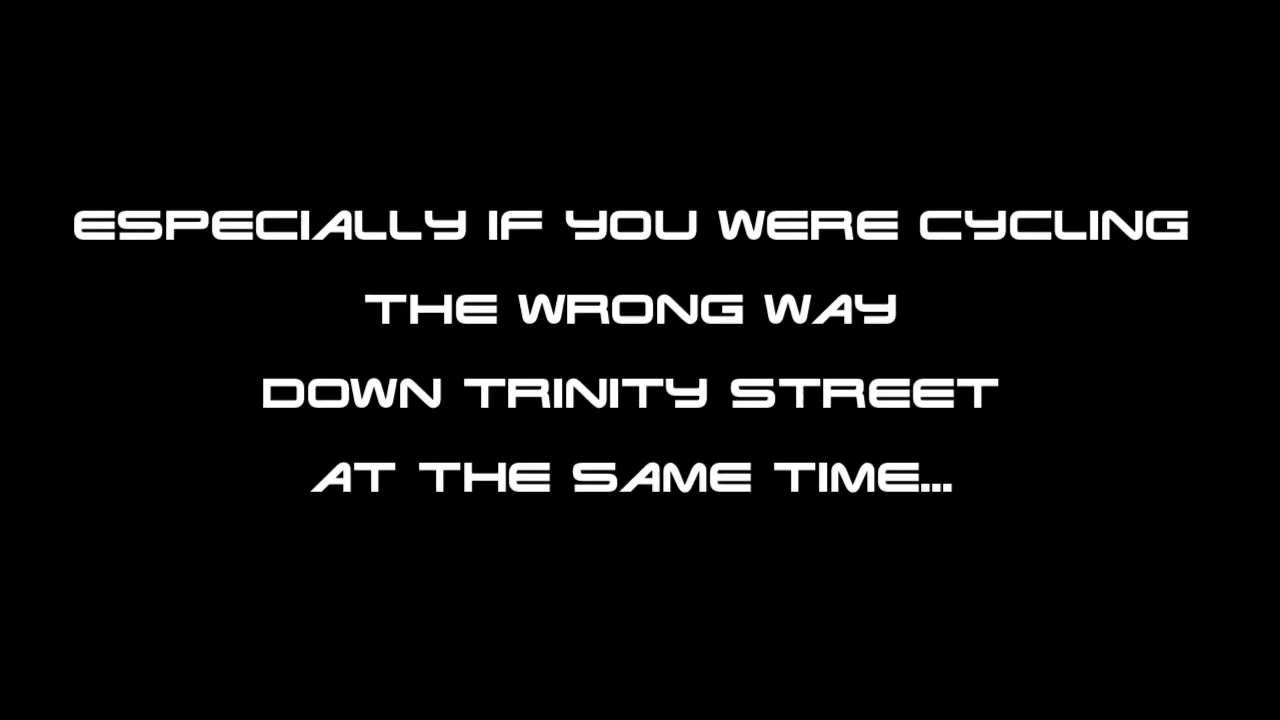 ESPECIALLY IF YOU WERE CYCLING
THE WRONG WAY
DOWN TRINITY STREET
AT THE SAME TIME...